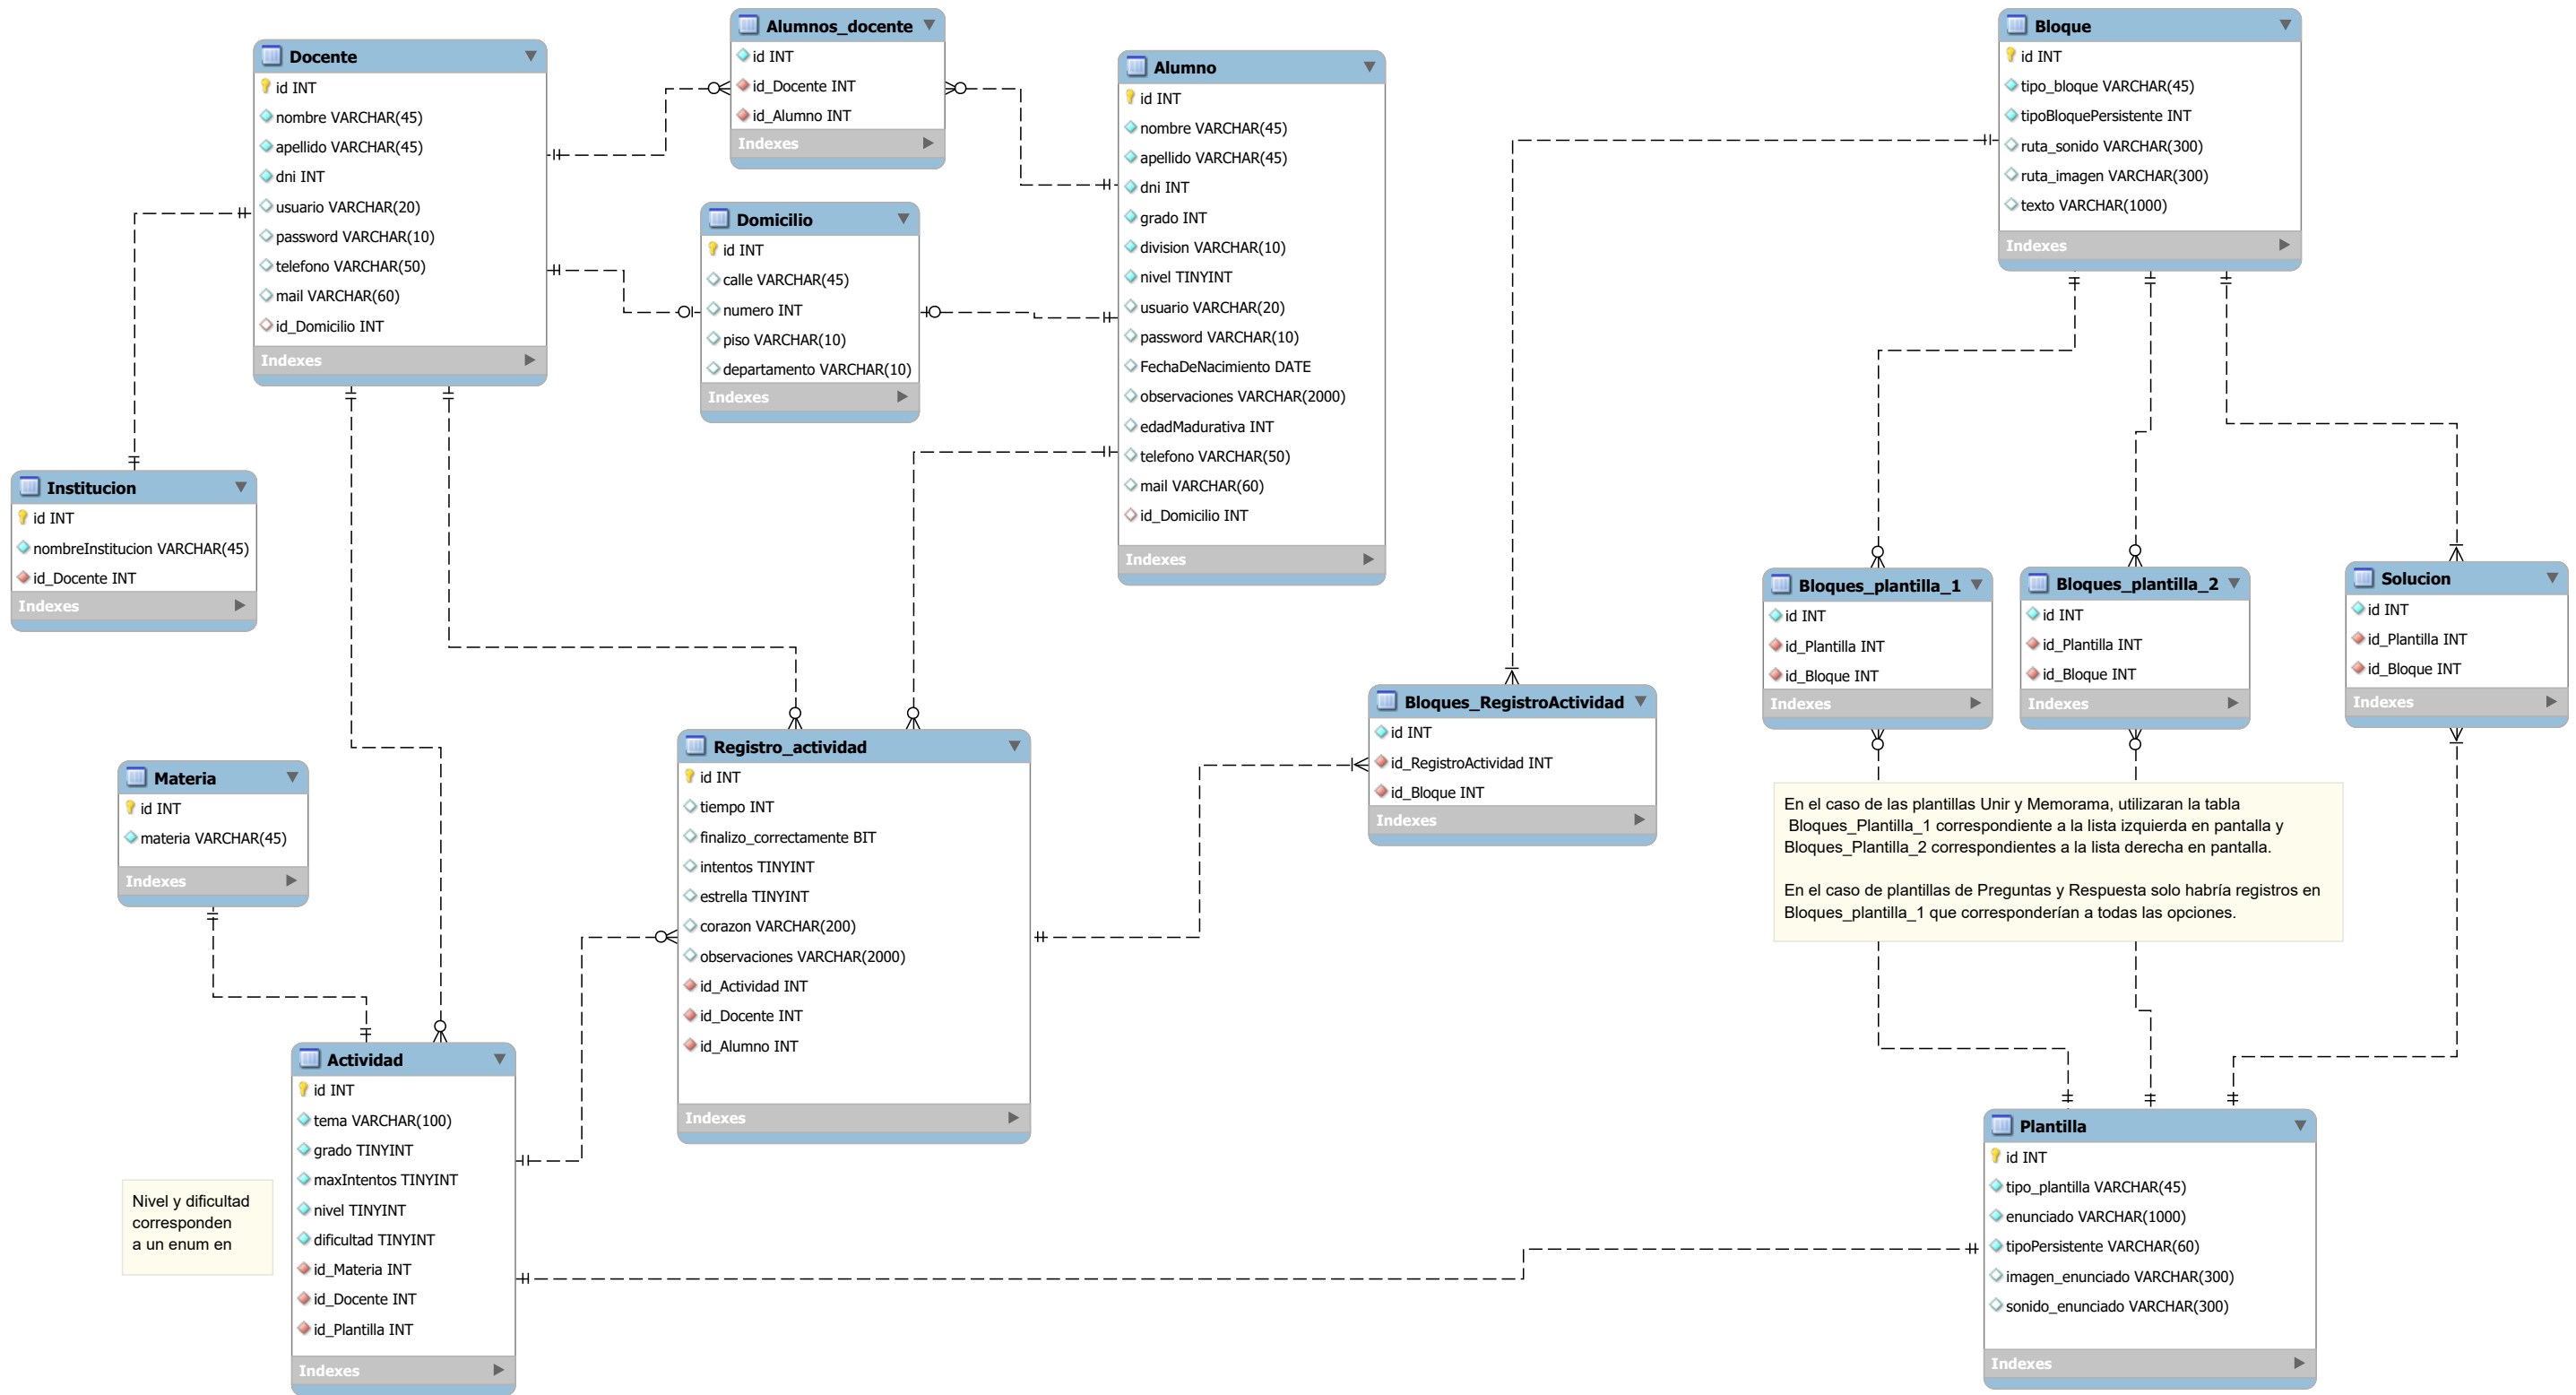 Docente
id INT
nombre VARCHAR(45)
apellido VARCHAR(45)
dni INT
usuario VARCHAR(20)
password VARCHAR(10)
telefono VARCHAR(50)
mail VARCHAR(60)
id_Domicilio INT
Indexes
Alumnos_docente
id INT
id_Docente INT
id_Alumno INT
Indexes
Domicilio
id INT
calle VARCHAR(45)
numero INT
piso VARCHAR(10)
departamento VARCHAR(10)
Indexes
Alumno
id INT
nombre VARCHAR(45)
apellido VARCHAR(45)
dni INT
grado INT
division VARCHAR(10)
nivel TINYINT
usuario VARCHAR(20)
password VARCHAR(10)
FechaDeNacimiento DATE
observaciones VARCHAR(2000)
edadMadurativa INT
telefono VARCHAR(50)
mail VARCHAR(60)
id_Domicilio INT
Indexes
Bloque
id INT
tipo_bloque VARCHAR(45)
tipoBloquePersistente INT
ruta_sonido VARCHAR(300)
ruta_imagen VARCHAR(300)
texto VARCHAR(1000)
Indexes
Institucion
id INT
nombreInstitucion VARCHAR(45)
id_Docente INT
Indexes
Bloques_plantilla_1
id INT
id_Plantilla INT
id_Bloque INT
Indexes
Bloques_plantilla_2
id INT
id_Plantilla INT
id_Bloque INT
Indexes
Solucion
id INT
id_Plantilla INT
id_Bloque INT
Indexes
Materia
id INT
materia VARCHAR(45)
Indexes
Registro_actividad
id INT
tiempo INT
finalizo_correctamente BIT
intentos TINYINT
estrella TINYINT
corazon VARCHAR(200)
observaciones VARCHAR(2000)
id_Actividad INT
id_Docente INT
id_Alumno INT
Indexes
Bloques_RegistroActividad
id INT
id_RegistroActividad INT
id_Bloque INT
Indexes
En el caso de las plantillas Unir y Memorama, utilizaran la tabla
Bloques_Plantilla_1 correspondiente a la lista izquierda en pantalla y
Bloques_Plantilla_2 correspondientes a la lista derecha en pantalla.
En el caso de plantillas de Preguntas y Respuesta solo habría registros en
Bloques_plantilla_1 que corresponderían a todas las opciones.
Actividad
id INT
tema VARCHAR(100)
grado TINYINT
maxIntentos TINYINT
nivel TINYINT
dificultad TINYINT
id_Materia INT
id_Docente INT
id_Plantilla INT
Indexes
Nivel y dificultad
corresponden
a un enum en
Plantilla
id INT
tipo_plantilla VARCHAR(45)
enunciado VARCHAR(1000)
tipoPersistente VARCHAR(60)
imagen_enunciado VARCHAR(300)
sonido_enunciado VARCHAR(300)
Indexes